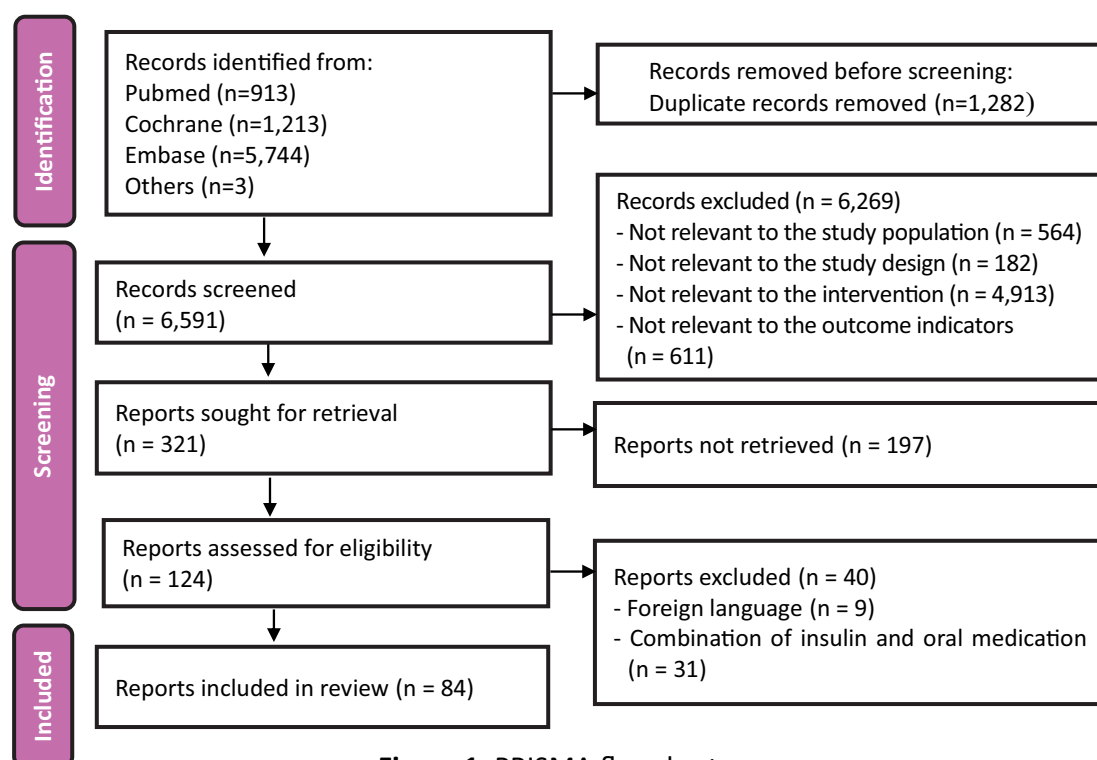 Identification
Records identified from:
Pubmed (n=913)
Cochrane (n=1,213)
Embase (n=5,744)
Others (n=3)
Records removed before screening:
Duplicate records removed (n=1,282)
Screening
Records screened
(n = 6,591)
Records excluded (n = 6,269)
- Not relevant to the study population (n = 564)
- Not relevant to the study design (n = 182)
- Not relevant to the intervention (n = 4,913)
- Not relevant to the outcome indicators
(n = 611)
Reports sought for retrieval
(n = 321)
Reports not retrieved (n = 197)
Reports assessed for eligibility
(n = 124)
Reports excluded (n = 40)
- Foreign language (n = 9)
- Combination of insulin and oral medication
(n = 31)
Included
Reports included in review (n = 84)